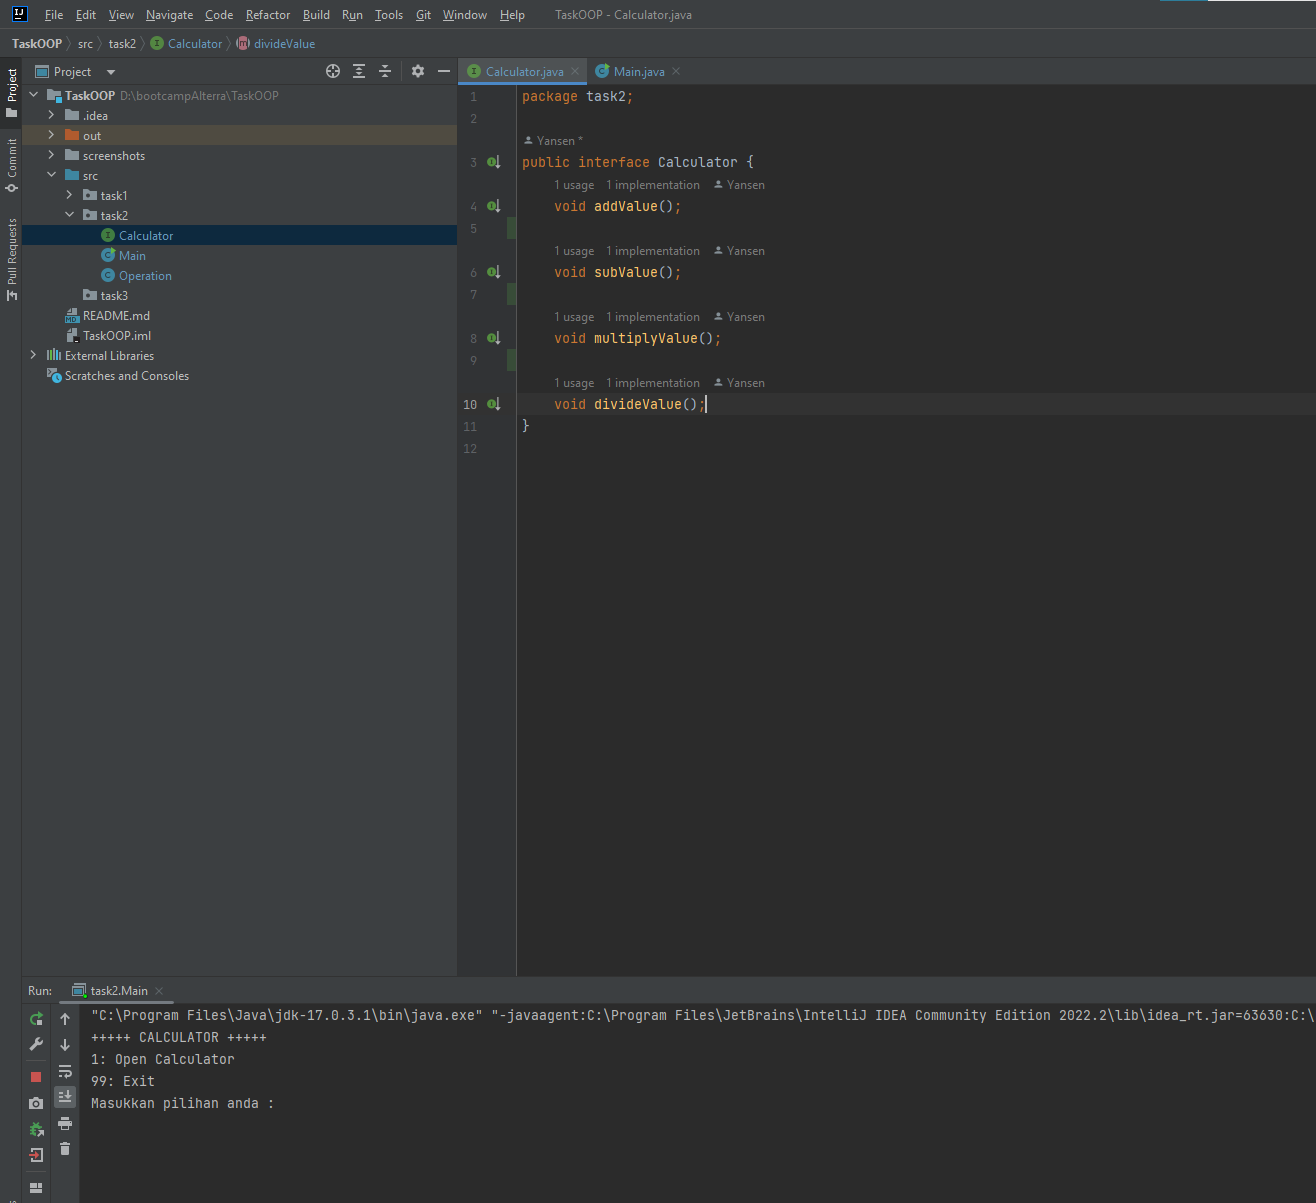 File Edit View Navigate Code Refactor Build Run Tools Git Window Help TaskOOP - Calculator.java
TaskOOP src task2 Calculator divideValue
Project
Commit
Pull Requests
Project
TaskOOP D:\bootcampAlterra\TaskOOP
.idea
out
screenshots
src
task1
task2
Calculator
Main
Operation
task3
README.md
TaskOOP.iml
External Libraries
Scratches and Consoles
Calculator.java Main.java
1 package task2;
2
Yansen *
3 public interface Calculator {
1 usage 1 implementation Yansen
4 void addValue();
5
1 usage 1 implementation Yansen
6 void subValue();
7
1 usage 1 implementation Yansen
8 void multiplyValue();
9
1 usage 1 implementation Yansen
10 void divideValue();
11 }
12
Run: task2.Main
"C:\Program Files\Java\jdk-17.0.3.1\bin\java.exe" "-javaagent:C:\Program Files\JetBrains\IntelliJ IDEA Community Edition 2022.2\lib\idea_rt.jar=63630:C:\
+++++ CALCULATOR +++++
1: Open Calculator
99: Exit
Masukkan pilihan anda :